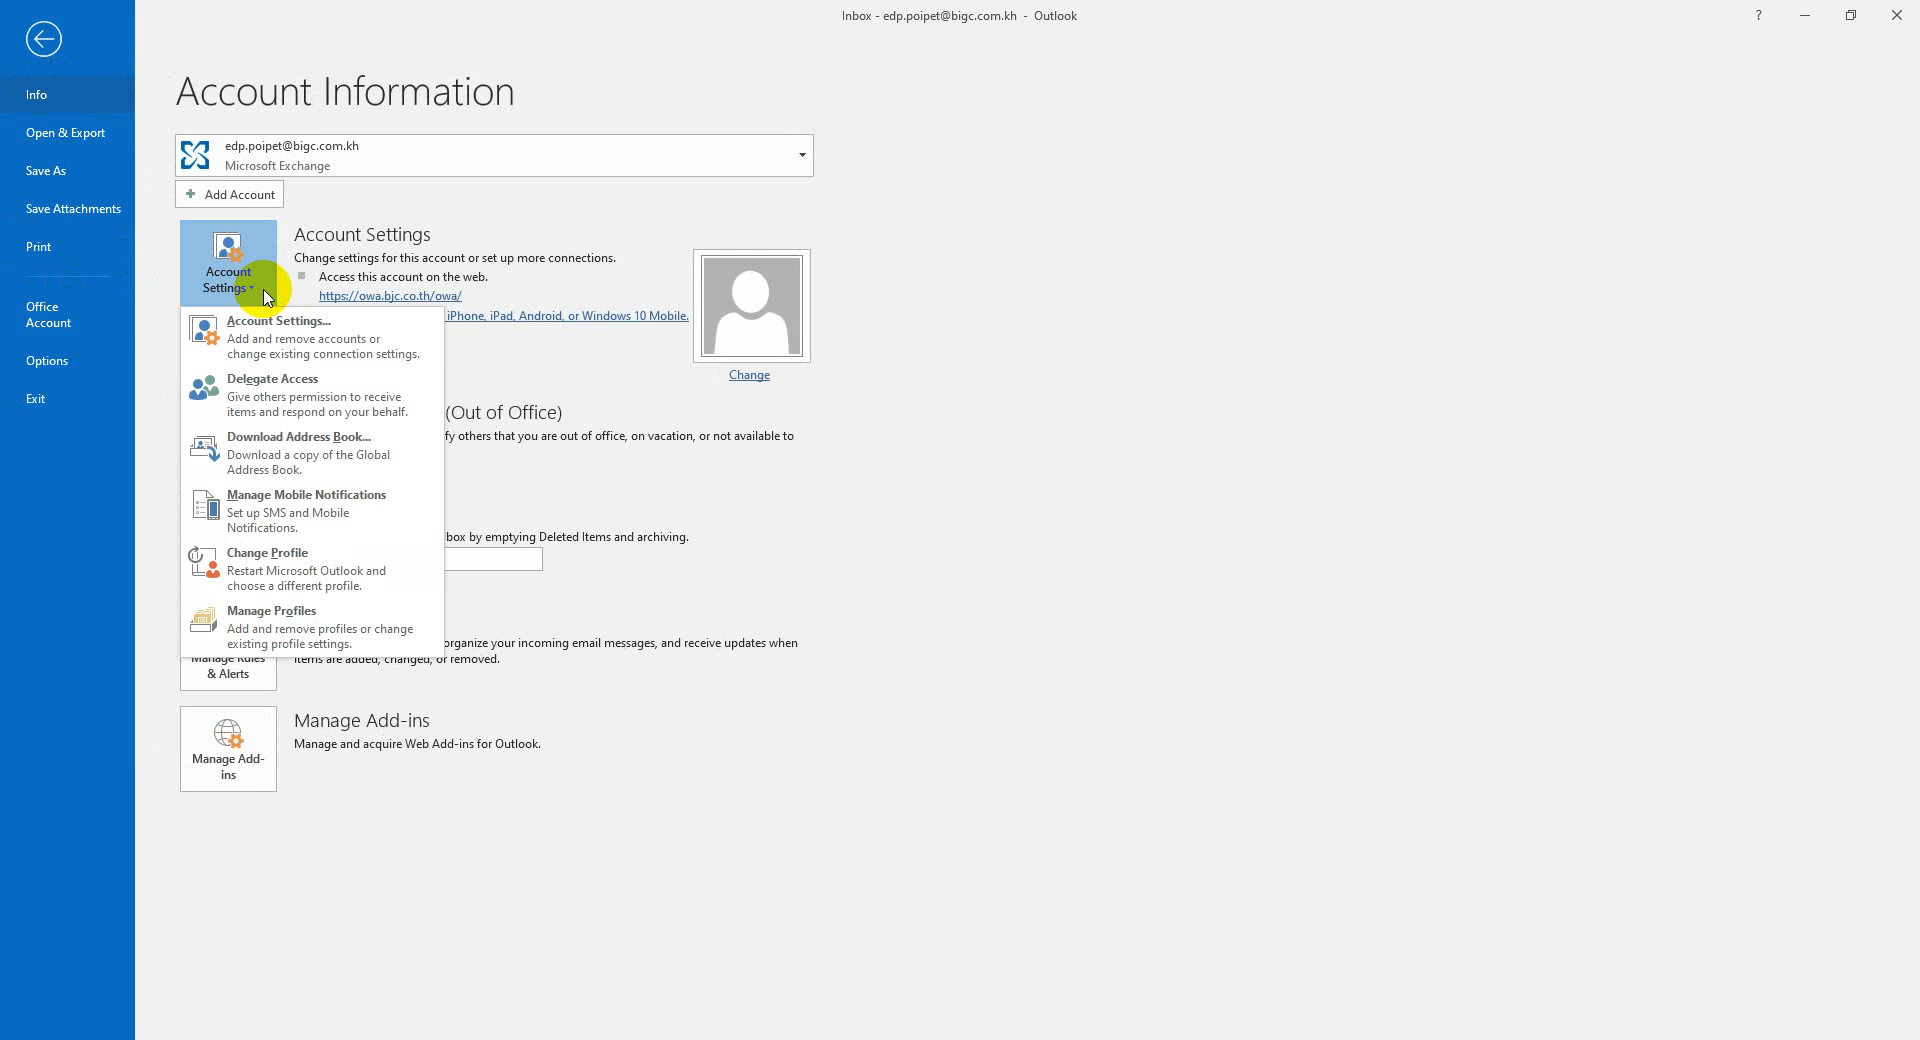 Inbox - edp.poipet@bigc.com.kh - Outlook
?
Info
Open & Export
Save As
Save Attachments
Print
Office
Account
Options
Exit
Account Information
edp.poipet@bigc.com.kh
Microsoft Exchange
Add Account
Account
Settings
Account Settings
Change settings for this account or set up more connections.
Access this account on the web.
https://owa.bjc.co.th/owa/
iPhone, iPad, Android, or Windows 10 Mobile.
Change
Account Settings...
Add and remove accounts or
change existing connection settings.
Delegate Access
Give others permission to receive
items and respond on your behalf.
Download Address Book...
Download a copy of the Global
Address Book.
Manage Mobile Notifications
Set up SMS and Mobile
Notifications.
Change Profile
Restart Microsoft Outlook and
choose a different profile.
Manage Profiles
Add and remove profiles or change
existing profile settings.
(Out of Office)
fy others that you are out of office, on vacation, or not available to
box by emptying Deleted Items and archiving.
organize your incoming email messages, and receive updates when
items are added, changed, or removed.
Manage Rules
& Alerts
Manage Add-
ins
Manage Add-ins
Manage and acquire Web Add-ins for Outlook.